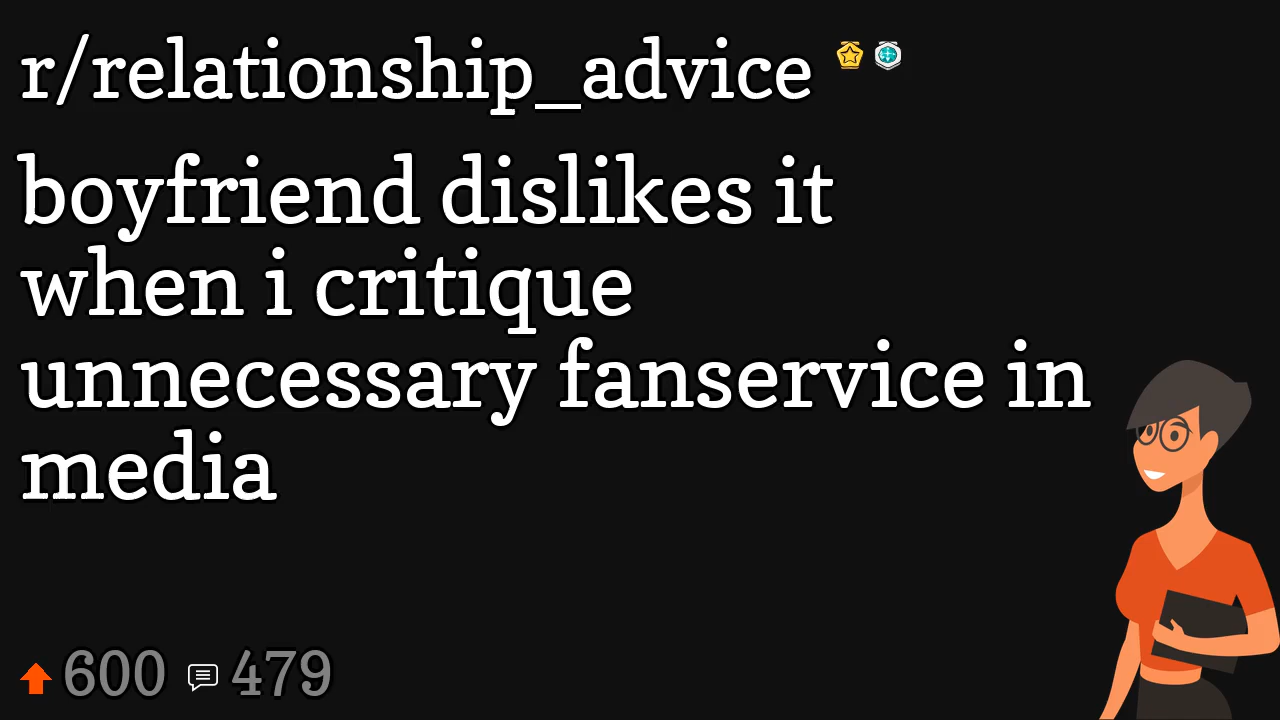 r/relationship_advice
boyfriend dislikes it
when i critique
unnecessary fanservice in
media
600 479